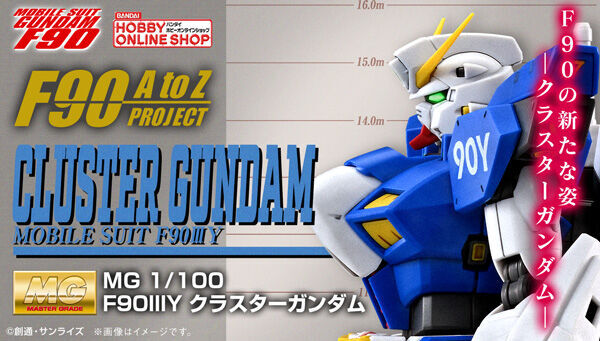 MOBILE SUIT
GUNDAM
F90
BANDAI
HOBBY
バンダイ
ホビーオンラインショップ
ONLINE SHOP
F90 A to Z
PROJECT
CLUSTER GUNDAM
MOBILE SUIT F90ⅢY
MG
MASTER GRADE
MG 1/100
F90ⅢY クラスターガンダム
©創通・サンライズ ※画像はイメージです。
16.0m
15.0m
14.0m
90Y
F90の新たな姿
―クラスターガンダム―